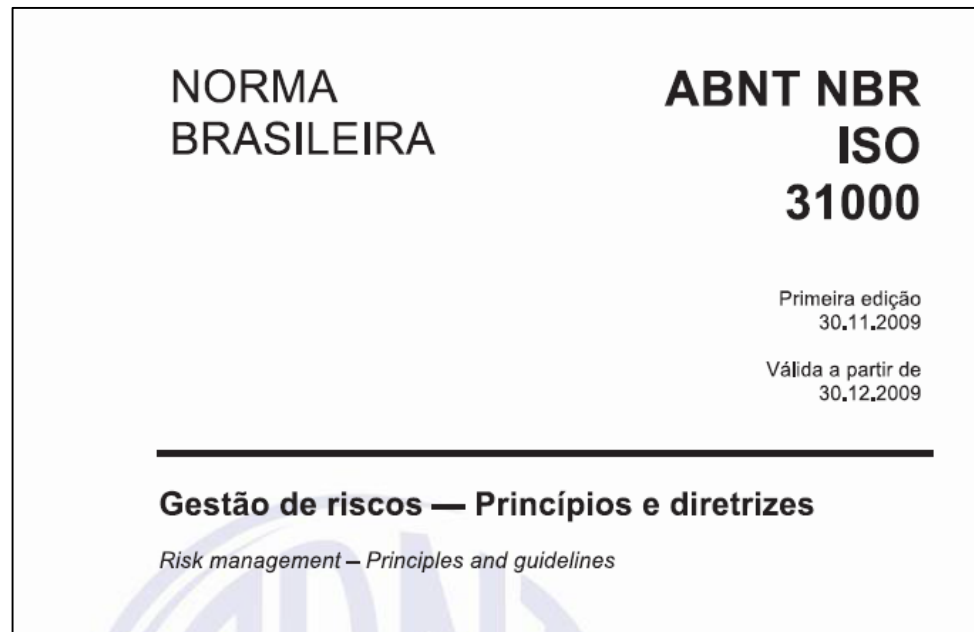 NORMA
BRASILEIRA
ABNT NBR
ISO
31000
Primeira edição
30.11.2009
Válida a partir de
30.12.2009
Gestão de riscos — Princípios e diretrizes
Risk management – Principles and guidelines